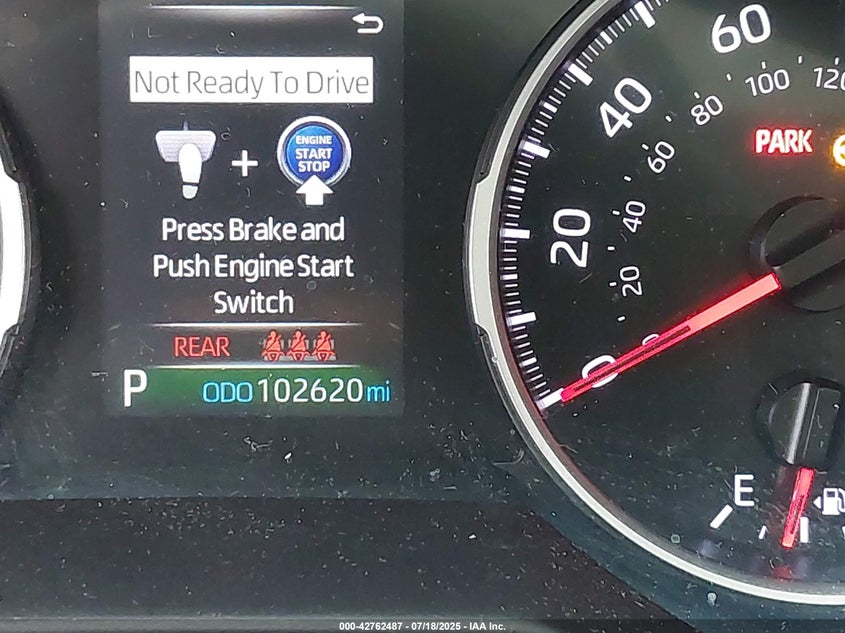 Not Ready To Drive
ENGINE
START
STOP
Press Brake and
Push Engine Start
Switch
REAR
P ODO 102620 mi
60
40
20
0
120
100
80
60
40
20
PARK
E
000-42762487 - 07/18/2025 - IAA Inc.